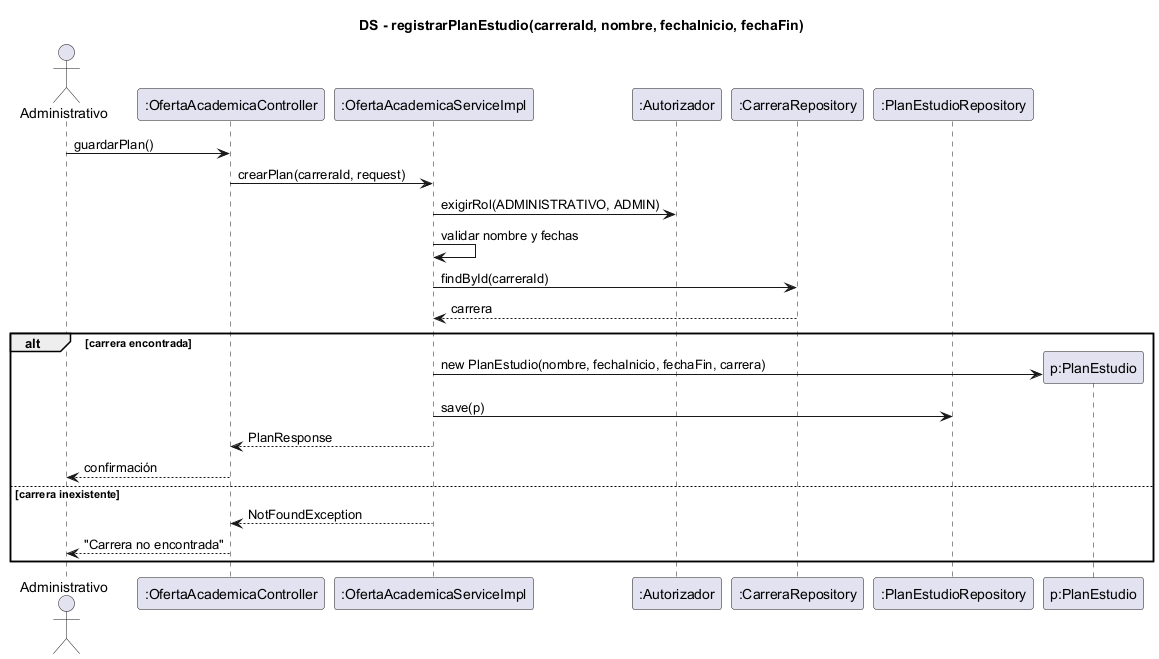 DS - registrarPlanEstudio(carreraId, nombre, fechaInicio, fechaFin)
Administrativo
:OfertaAcademicaController
:OfertaAcademicaServiceImpl
:Autorizador
:CarreraRepository
:PlanEstudioRepository
guardarPlan()
crearPlan(carreraId, request)
exigirRol(ADMINISTRATIVO, ADMIN)
validar nombre y fechas
findById(carreraId)
carrera
alt
[carrera encontrada]
new PlanEstudio(nombre, fechaInicio, fechaFin, carrera)
p:PlanEstudio
save(p)
PlanResponse
confirmación
[carrera inexistente]
NotFoundException
"Carrera no encontrada"
Administrativo
:OfertaAcademicaController
:OfertaAcademicaServiceImpl
:Autorizador
:CarreraRepository
:PlanEstudioRepository
p:PlanEstudio